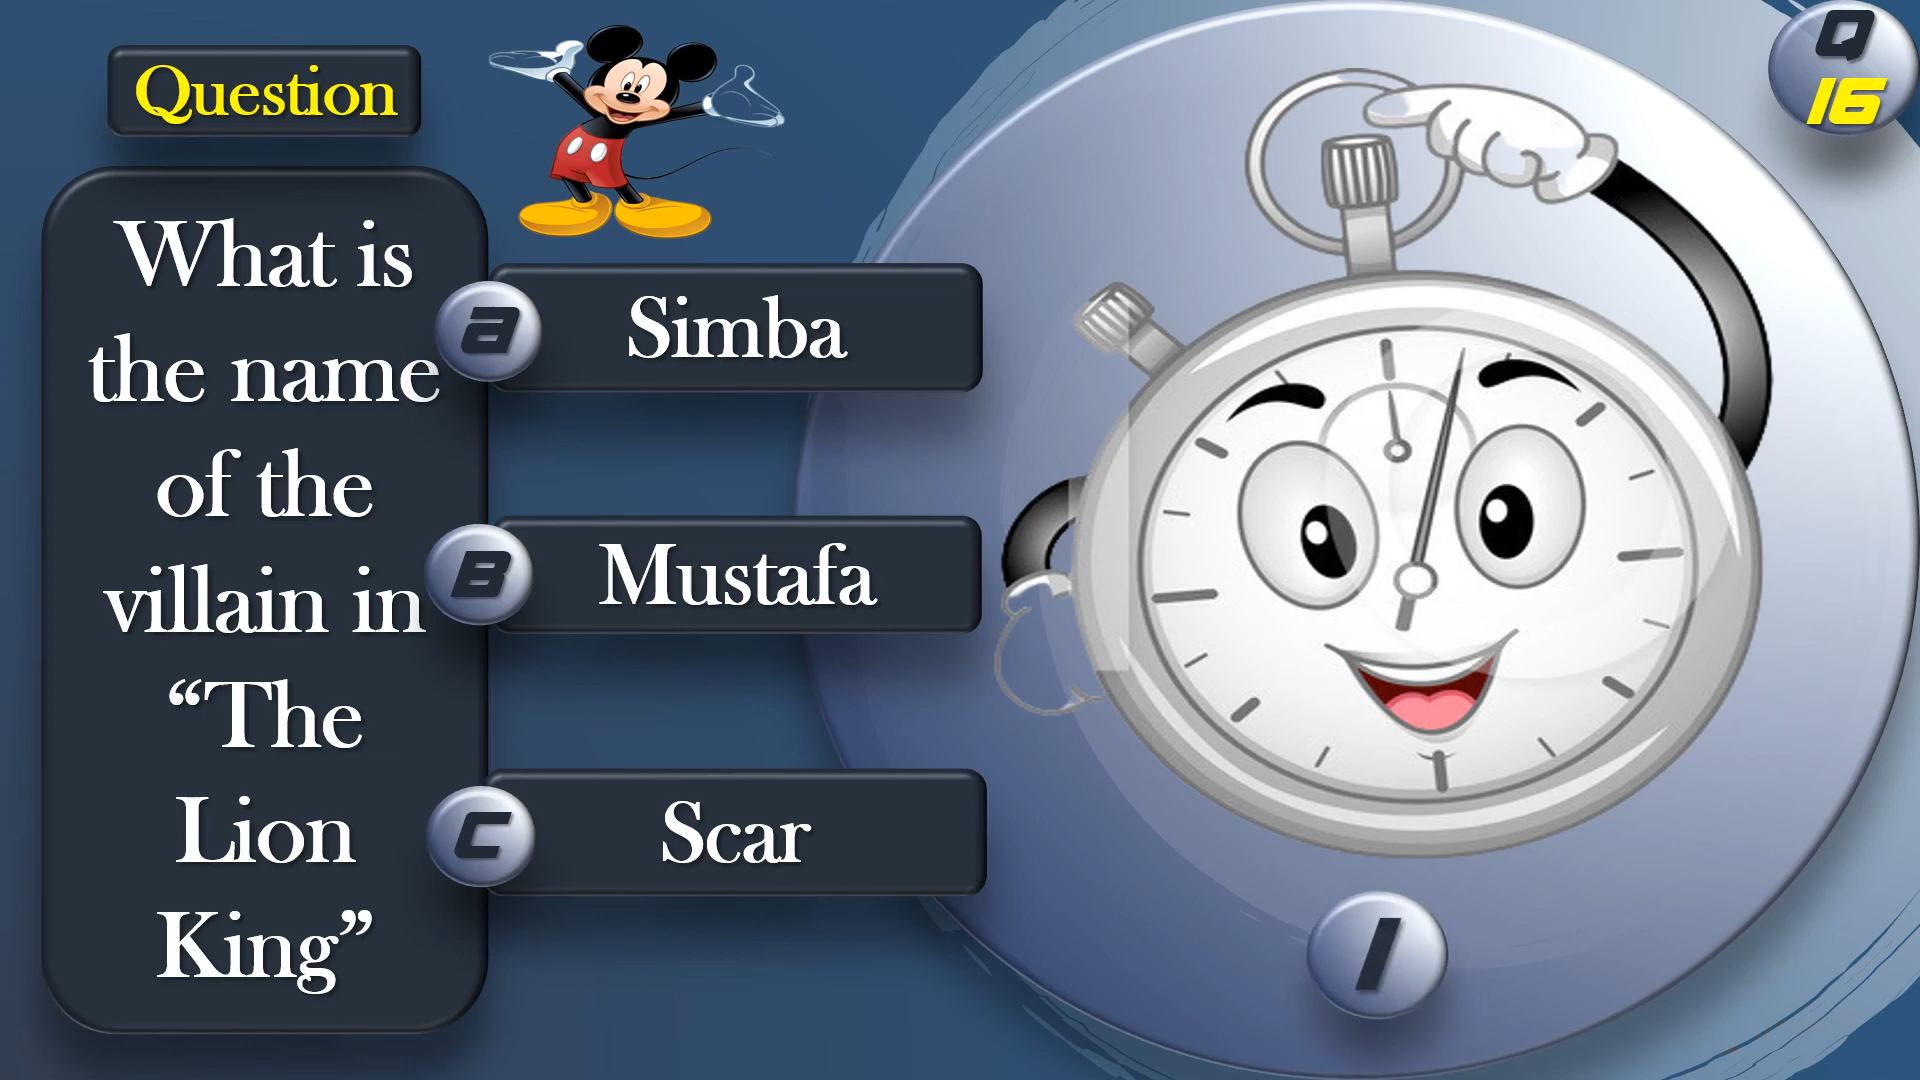 Question
Q
16
What is
the name
of the
villain in
“The
Lion
King”
a Simba
B Mustafa
C Scar
1